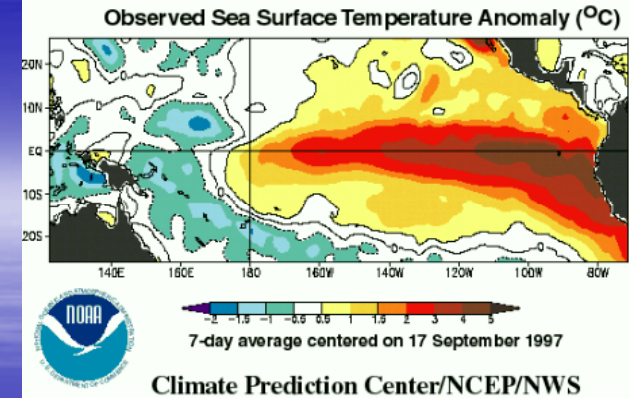 Observed Sea Surface Temperature Anomaly (°C)
20N
10N
EQ
10S
20S
140E 160E 180 160W 140W 120W 100W 80W
-2 -1.5 -1 -0.5 0.5 1 1.5 2 3 4 5
7-day average centered on 17 September 1997
NOAA
Climate Prediction Center/NCEP/NWS